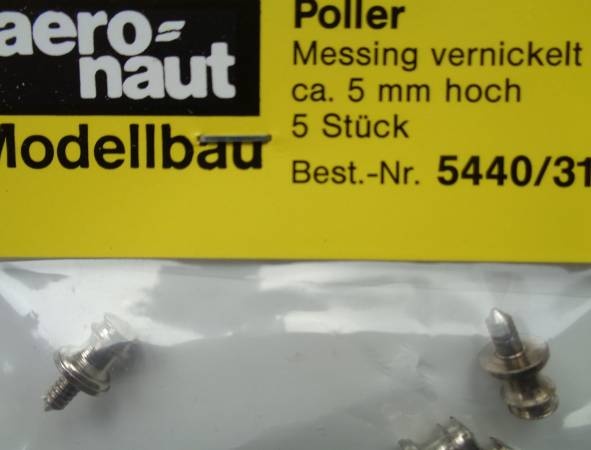 aero=
naut
Modellbau
Poller
Messing vernickelt
ca. 5 mm hoch
5 Stück
Best.-Nr. 5440/31